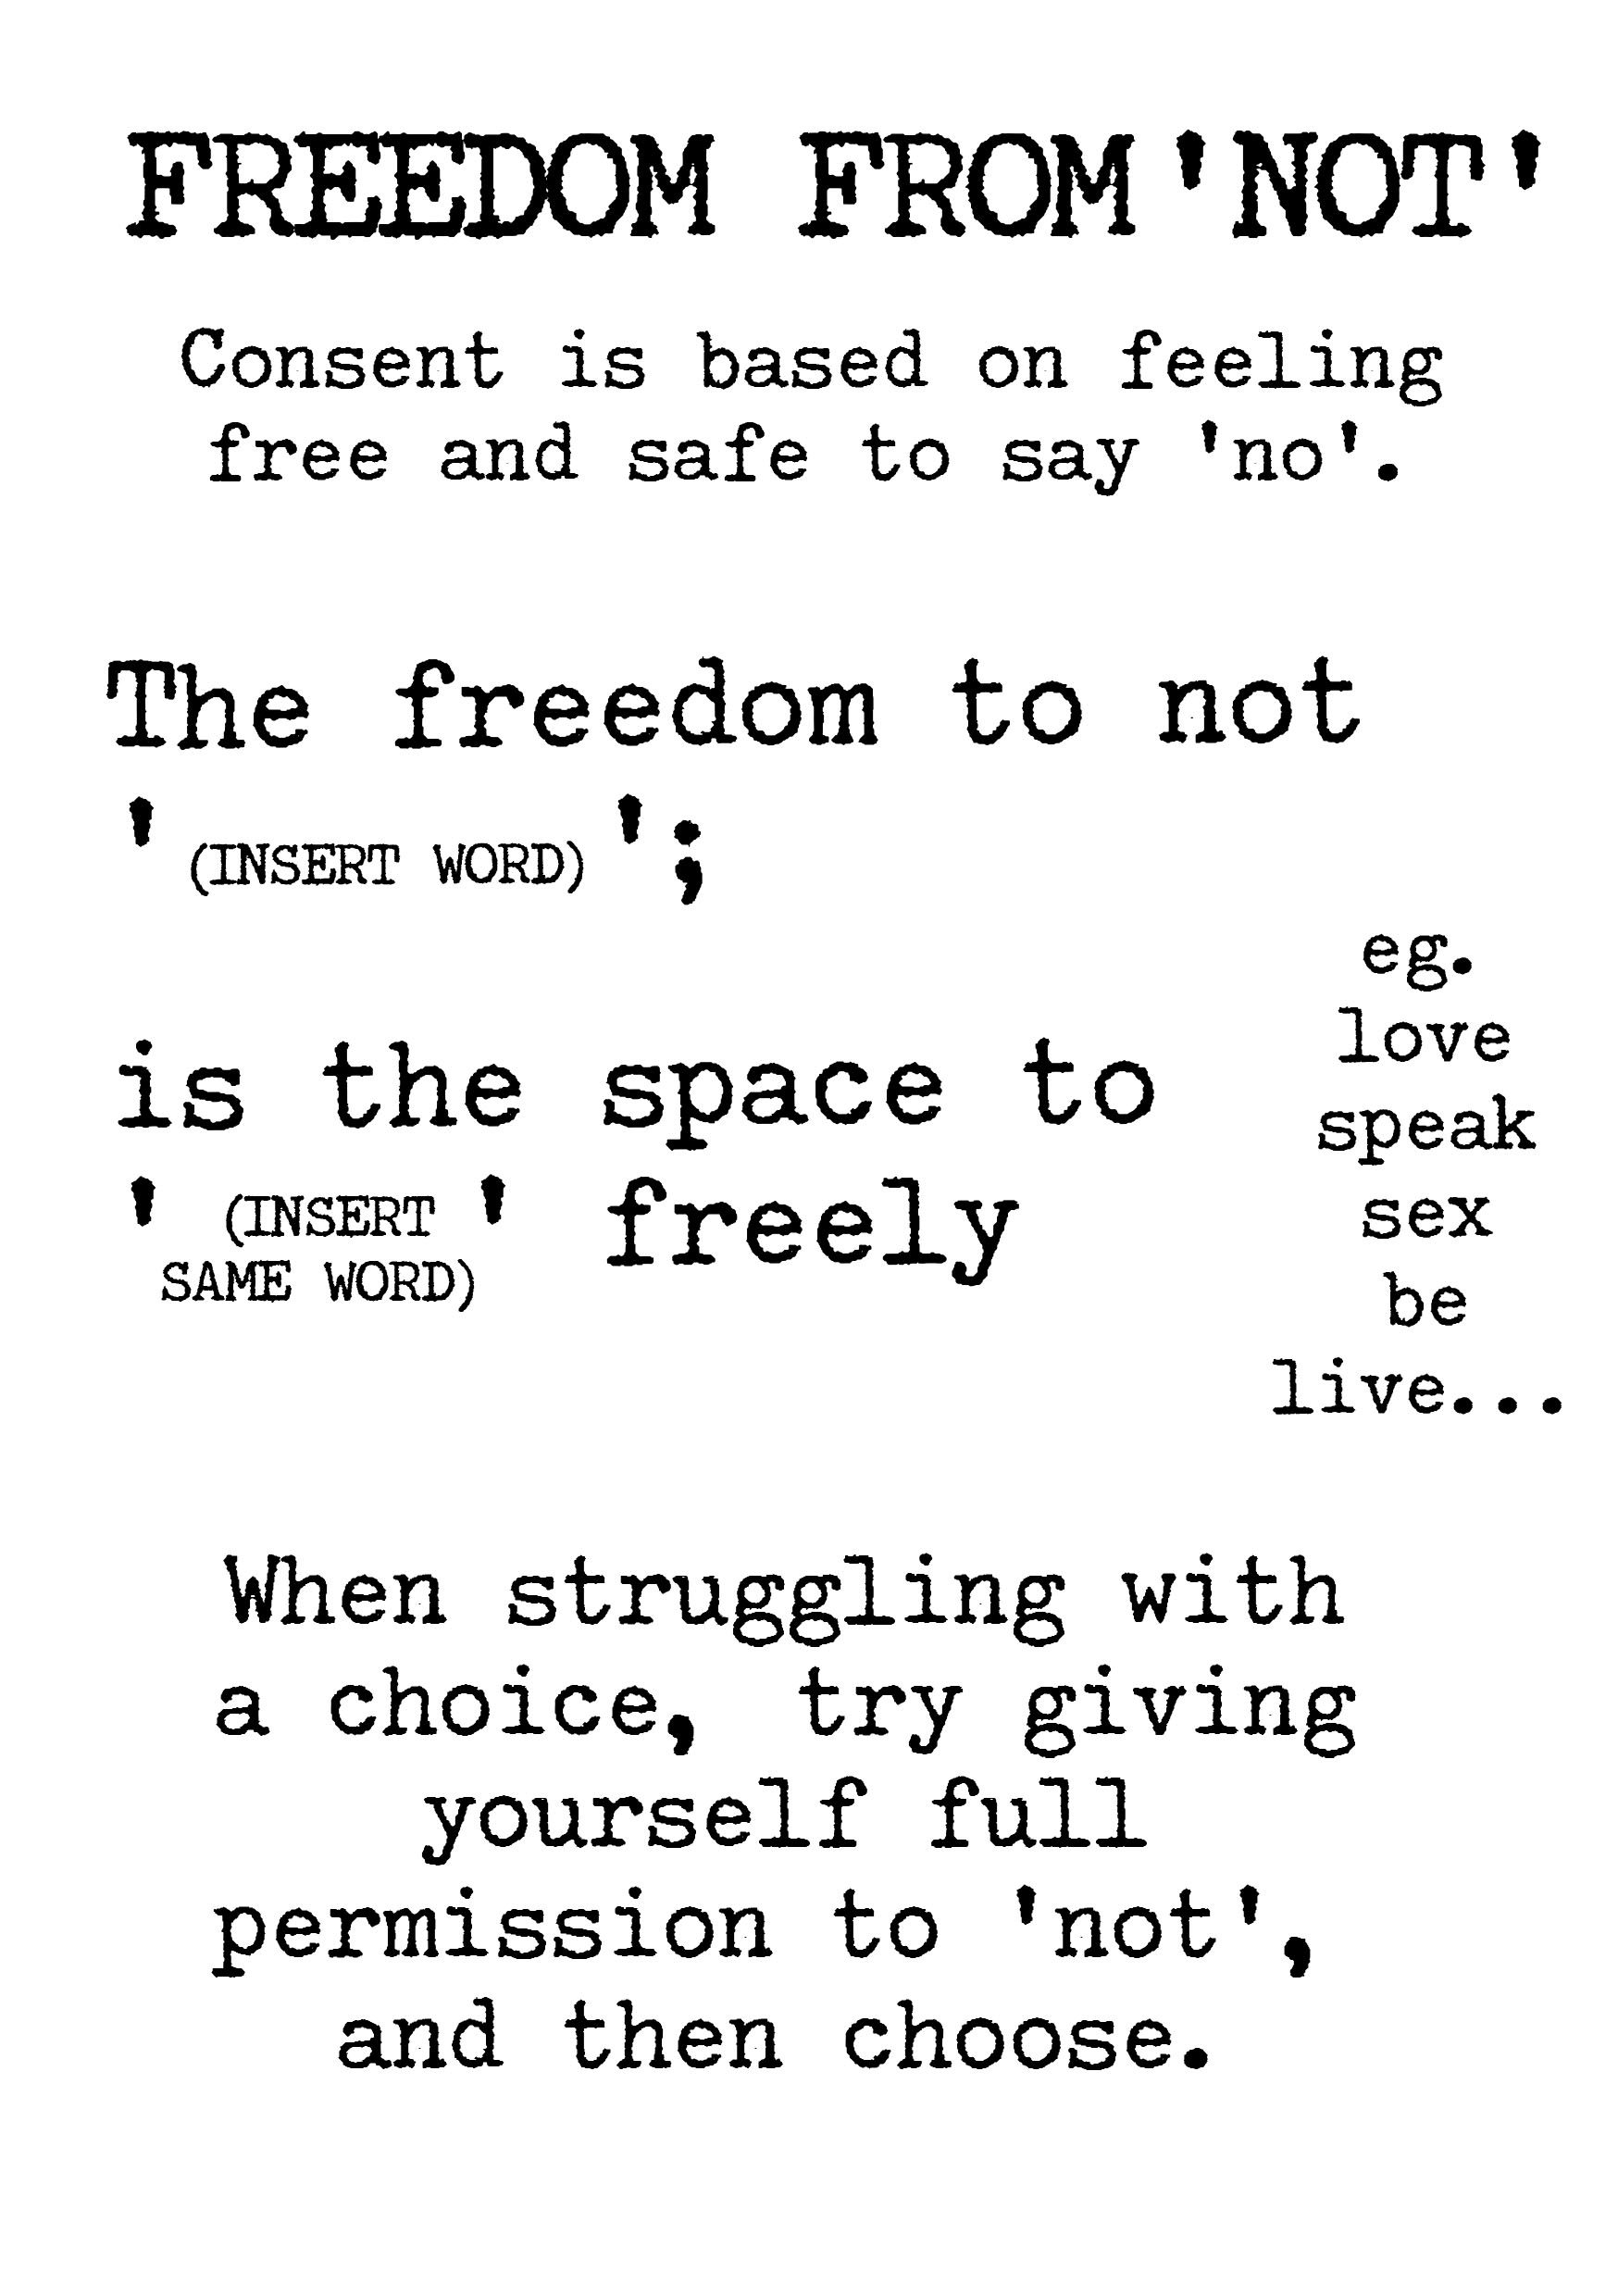 FREEDOM FROM 'NOT'
Consent is based on feeling
free and safe to say 'no'.
The freedom to not
'(INSERT WORD)';
is the space to
'(INSERT
SAME WORD)' freely
eg.
love
speak
sex
be
live...
When struggling with
a choice, try giving
yourself full
permission to 'not',
and then choose.